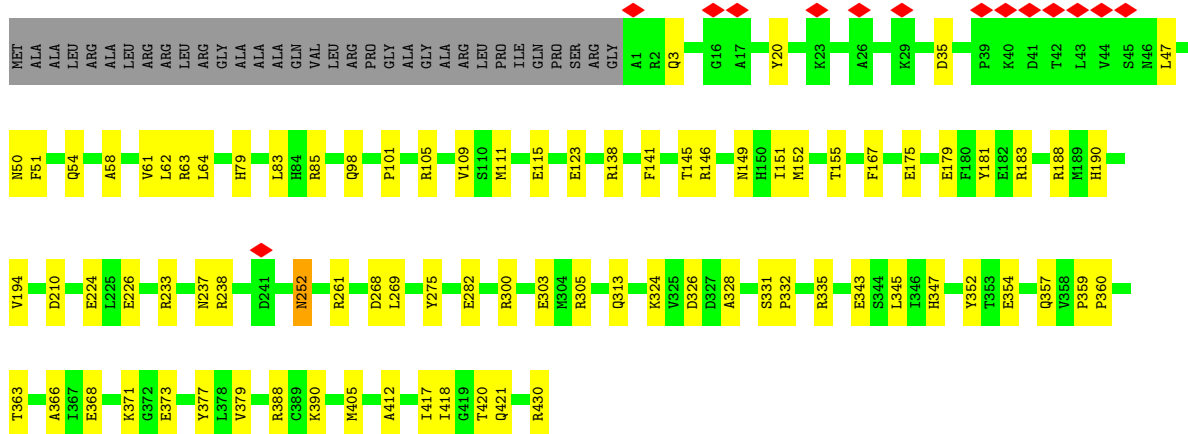 MET ALA ALA LEU ARG ALA LEU ARG ARG LEU ARG GLY ALA ALA ALA GLN VAL LEU ARG PRO GLY ALA GLY ALA ARG LEU PRO ILE GLN PRO SER ARG GLY A1 R2 Q3 G16 A17 Y20 K23 A26 K29 D35 P39 K40 D41 T42 L43 V44 S45 N46 L47
N50 F51 Q54 A58 V61 L62 R63 L64 H79 L83 H84 R85 Q98 P101 R105 V109 S110 M111 E115 E123 R138 F141 T145 R146 N149 H150 I151 M152 T155 F167 E175 E179 F180 Y181 E182 R183 R188 M189 H190
V194 D210 E224 L225 E226 R233 N237 R238 D241 N252 R261 D268 L269 Y275 E282 R300 E303 M304 R305 Q313 K324 V325 D326 D327 A328 S331 P332 R335 E343 S344 L345 I346 H347 Y352 T353 E354 Q357 V358 P359 P360
T363 A366 I367 E368 K371 G372 E373 Y377 L378 V379 R388 C389 K390 M405 A412 I417 I418 G419 T420 Q421 R430